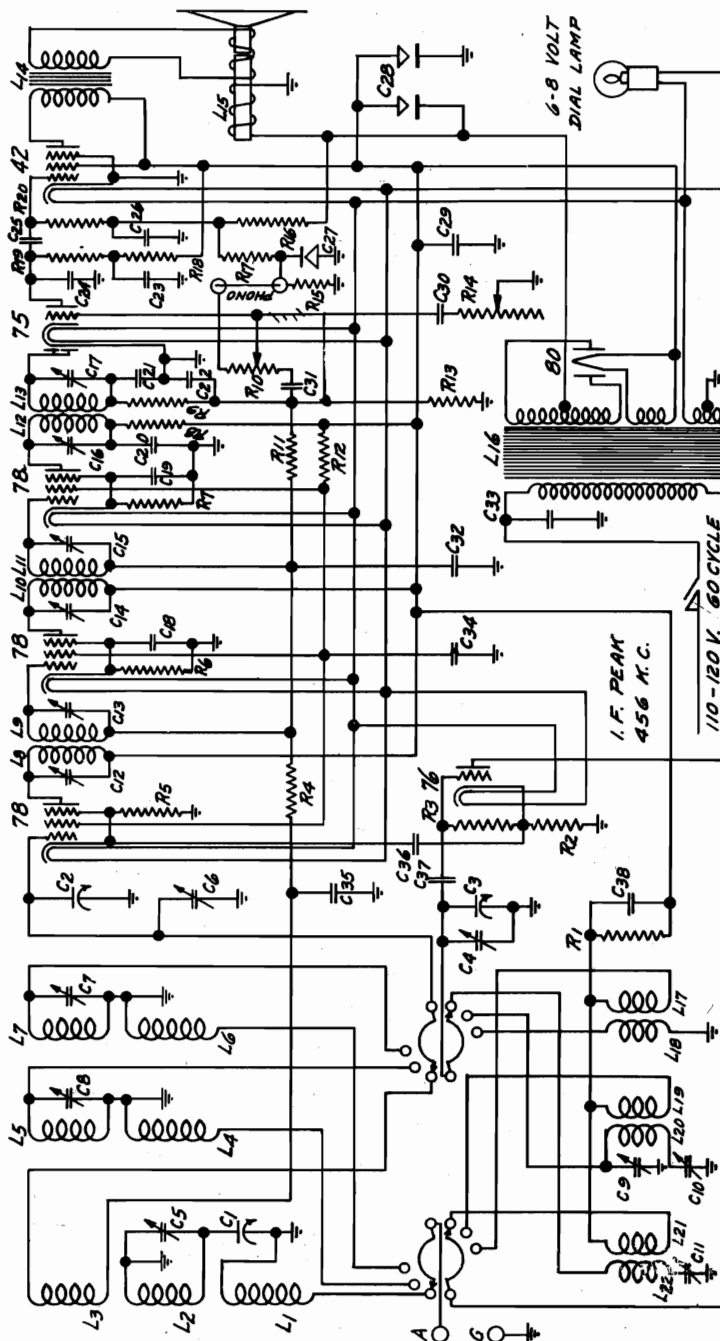 L14
42
R20
C25
R19
C26
C24
C23
R18
75
L13
C17
C21
C22
L12
C16
R9
R8
C20
C19
78
R7
L11
L10
C15
C14
78
C18
R6
L9
L8
C13
C12
78
R5
C2
C6
L7
C7
L6
L5
C8
L4
L3
C5
L2
C1
L1
L15
C28
6-8 VOLT
DIAL LAMP
R16
R17
C27
PHONO
R15
C29
C30
R14
R10
C31
R13
R11
R12
C32
C34
R4
C35
80
L16
C33
110-120 V. 60 CYCLE
I.F. PEAK
456 K.C.
76
R3
R2
C36
C37
C3
C4
C38
R1
L17
L18
L19
L20
C9
C10
L21
L22
C11
A
G